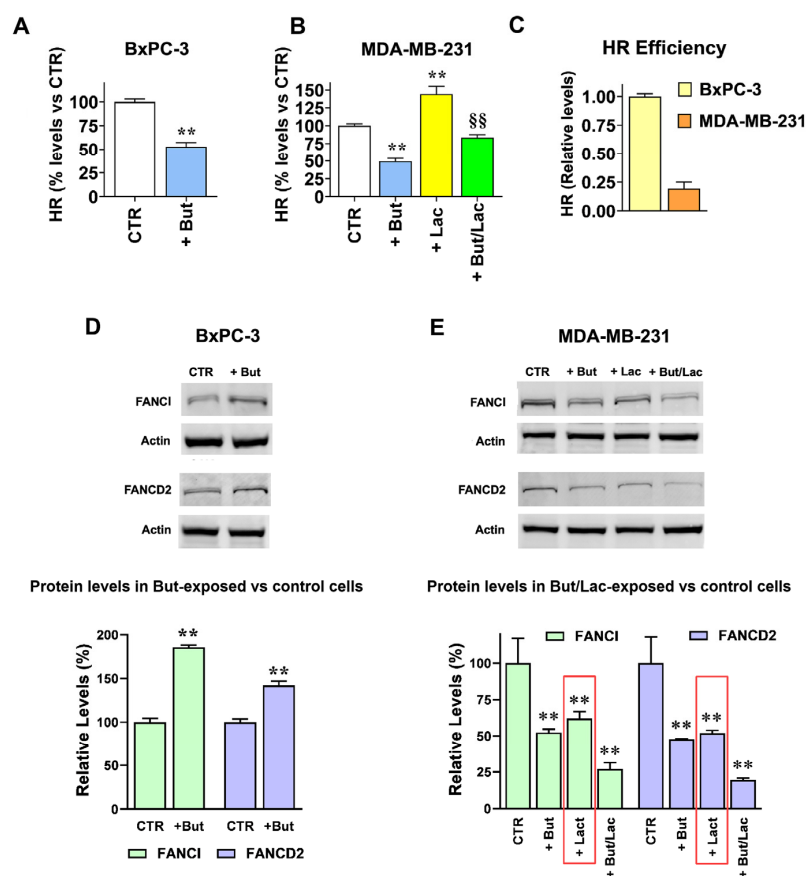 A
BxPC-3
HR (% levels vs CTR)
100
75
50
25
0
**
CTR
+ But
B
MDA-MB-231
HR (% levels vs CTR)
150
125
100
75
50
25
0
**
**
§§
CTR
+ But
+ Lac
+ But/Lac
C
HR Efficiency
HR (Relative levels)
1.00
0.75
0.50
0.25
0.00
BxPC-3
MDA-MB-231
D
BxPC-3
CTR + But
FANCI
Actin
FANCD2
Actin
Protein levels in But-exposed vs control cells
Relative Levels (%)
200
150
100
50
0
**
**
CTR +But CTR +But
FANCI FANCD2
E
MDA-MB-231
CTR + But + Lac + But/Lac
FANCI
Actin
FANCD2
Actin
Protein levels in But/Lac-exposed vs control cells
FANCI FANCD2
Relative Levels (%)
100
75
50
25
0
**
**
**
**
**
**
CTR
+ But
+ Lact
+ But/Lac
CTR
+ But
+ Lact
+ But/Lac